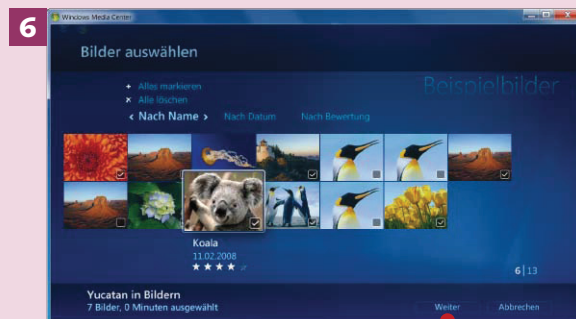 6
Windows Media Center
Bilder auswählen
Beispielbilder
+ Alles markieren
× Alle löschen
‹ Nach Name › Nach Datum Nach Bewertung
Koala
11.02.2008
6 | 13
Yucatan in Bildern
7 Bilder, 0 Minuten ausgewählt
Weiter Abbrechen